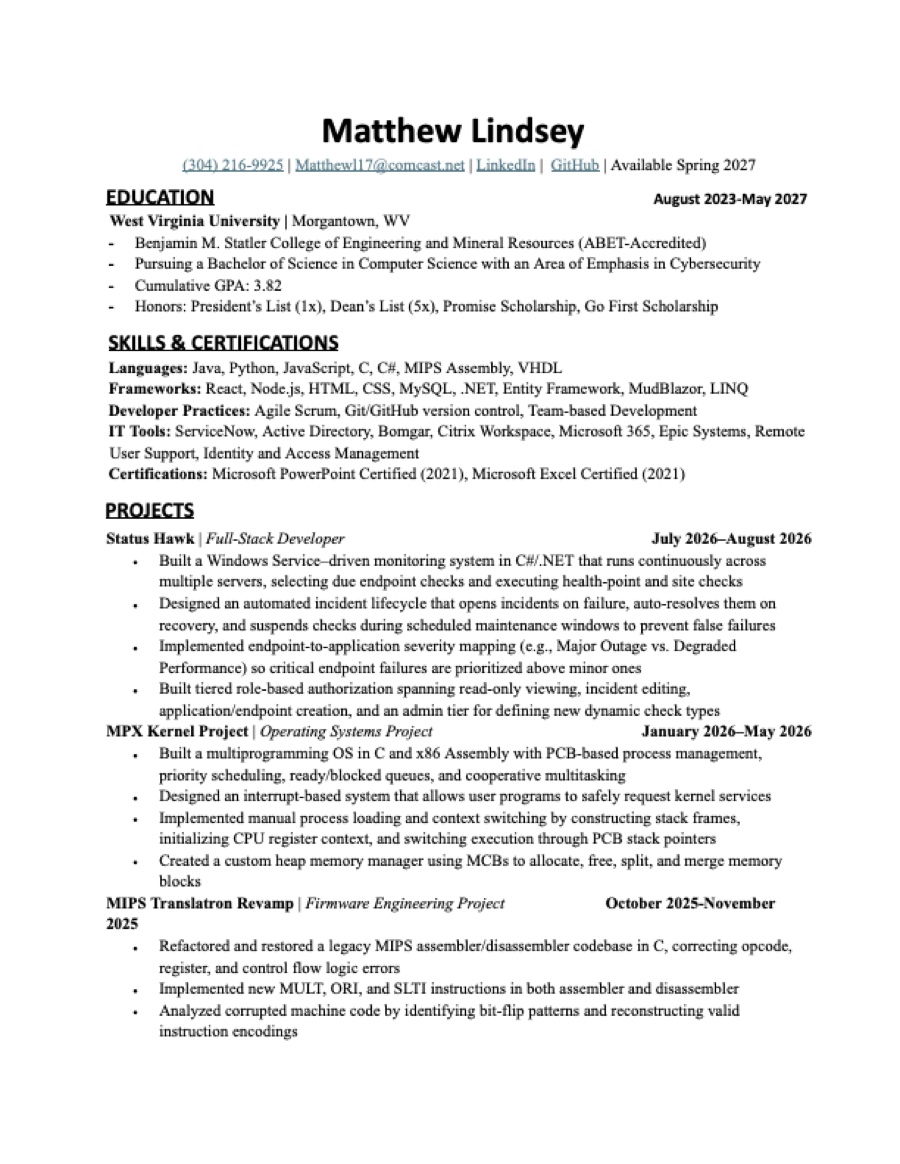 Matthew Lindsey
(304) 216-9925 | Matthewl17@comcast.net | LinkedIn | GitHub | Available Spring 2027
EDUCATION August 2023-May 2027
West Virginia University | Morgantown, WV
- Benjamin M. Statler College of Engineering and Mineral Resources (ABET-Accredited)
- Pursuing a Bachelor of Science in Computer Science with an Area of Emphasis in Cybersecurity
- Cumulative GPA: 3.82
- Honors: President's List (1x), Dean's List (5x), Promise Scholarship, Go First Scholarship
SKILLS & CERTIFICATIONS
Languages: Java, Python, JavaScript, C, C#, MIPS Assembly, VHDL
Frameworks: React, Node.js, HTML, CSS, MySQL, .NET, Entity Framework, MudBlazor, LINQ
Developer Practices: Agile Scrum, Git/GitHub version control, Team-based Development
IT Tools: ServiceNow, Active Directory, Bomgar, Citrix Workspace, Microsoft 365, Epic Systems, Remote
User Support, Identity and Access Management
Certifications: Microsoft PowerPoint Certified (2021), Microsoft Excel Certified (2021)
PROJECTS
Status Hawk | Full-Stack Developer July 2026–August 2026
• Built a Windows Service–driven monitoring system in C#/.NET that runs continuously across
multiple servers, selecting due endpoint checks and executing health-point and site checks
• Designed an automated incident lifecycle that opens incidents on failure, auto-resolves them on
recovery, and suspends checks during scheduled maintenance windows to prevent false failures
• Implemented endpoint-to-application severity mapping (e.g., Major Outage vs. Degraded
Performance) so critical endpoint failures are prioritized above minor ones
• Built tiered role-based authorization spanning read-only viewing, incident editing,
application/endpoint creation, and an admin tier for defining new dynamic check types
MPX Kernel Project | Operating Systems Project January 2026–May 2026
• Built a multiprogramming OS in C and x86 Assembly with PCB-based process management,
priority scheduling, ready/blocked queues, and cooperative multitasking
• Designed an interrupt-based system that allows user programs to safely request kernel services
• Implemented manual process loading and context switching by constructing stack frames,
initializing CPU register context, and switching execution through PCB stack pointers
• Created a custom heap memory manager using MCBs to allocate, free, split, and merge memory
blocks
MIPS Translatron Revamp | Firmware Engineering Project October 2025-November
2025
• Refactored and restored a legacy MIPS assembler/disassembler codebase in C, correcting opcode,
register, and control flow logic errors
• Implemented new MULT, ORI, and SLTI instructions in both assembler and disassembler
• Analyzed corrupted machine code by identifying bit-flip patterns and reconstructing valid
instruction encodings